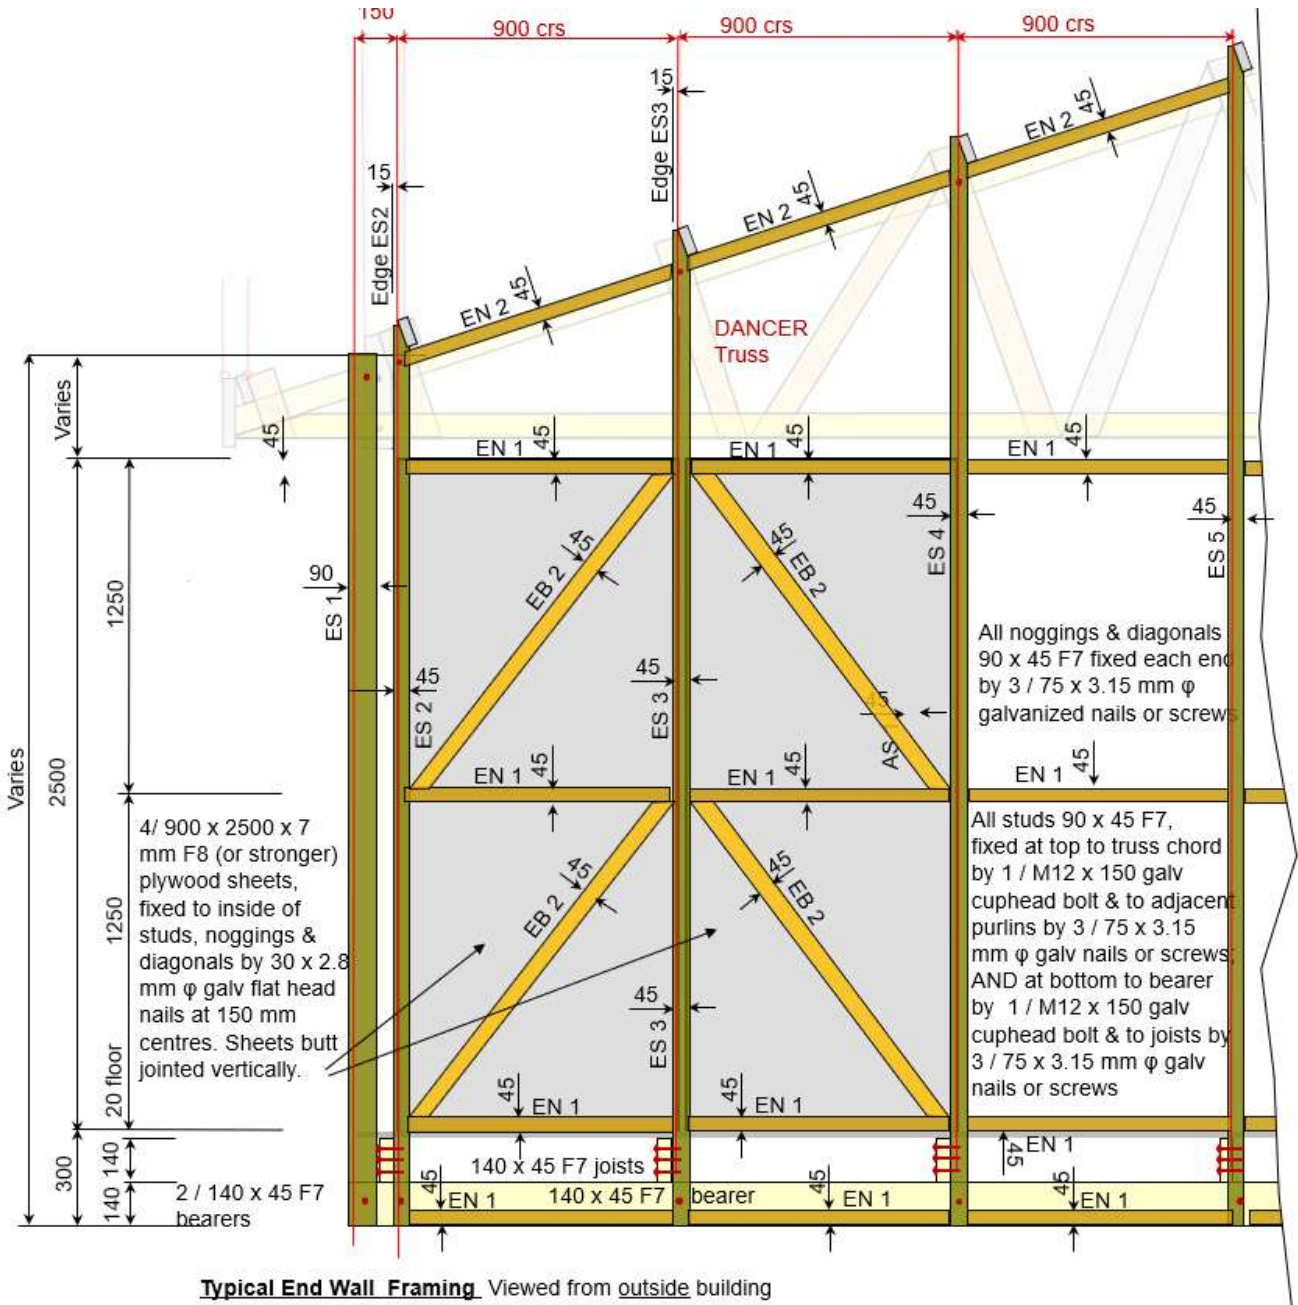 150
900 crs
900 crs
900 crs
15
Edge ES3
15
Edge ES2
EN 2
45
EN 2
45
EN 2
45
DANCER
Truss
Varies
45
EN 1
45
EN 1
45
EN 1
45
1250
90
ES 1
45
ES 2
EB 2
45
45
EB 2
45
ES 3
45
ES 4
45
ES 5
45
AS
All noggings & diagonals
90 x 45 F7 fixed each end
by 3 / 75 x 3.15 mm φ
galvanized nails or screws
Varies
2500
EN 1
45
EN 1
45
EN 1
45
4/ 900 x 2500 x 7
mm F8 (or stronger)
plywood sheets,
fixed to inside of
studs, noggings &
diagonals by 30 x 2.8
mm φ galv flat head
nails at 150 mm
centres. Sheets butt
jointed vertically.
1250
EB 2
45
45
EB 2
45
ES 3
All studs 90 x 45 F7,
fixed at top to truss chord
by 1 / M12 x 150 galv
cuphead bolt & to adjacent
purlins by 3 / 75 x 3.15
mm φ galv nails or screws;
AND at bottom to bearer
by 1 / M12 x 150 galv
cuphead bolt & to joists by
3 / 75 x 3.15 mm φ galv
nails or screws
20 floor
45
EN 1
45
EN 1
45
EN 1
300
140
140
140 x 45 F7 joists
2 / 140 x 45 F7
bearers
45
EN 1
140 x 45 F7 bearer
45
EN 1
45
EN 1
Typical End Wall Framing Viewed from outside building